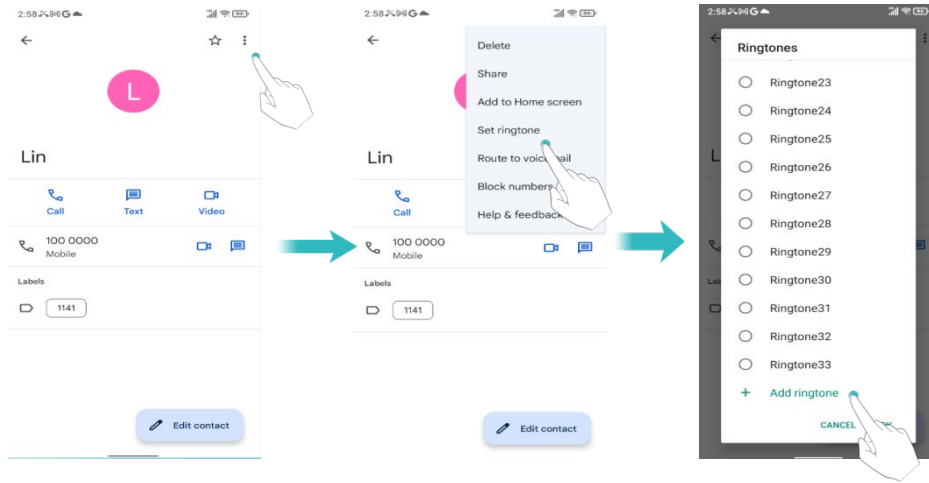 2:58
L
Lin
Call
Text
Video
100 0000
Mobile
Labels
1141
Edit contact
2:58
Delete
Share
Add to Home screen
Set ringtone
Route to voicemail
Block numbers
Help & feedback
Lin
Call
100 0000
Mobile
Labels
1141
Edit contact
2:58
Ringtones
Ringtone23
Ringtone24
Ringtone25
Ringtone26
Ringtone27
Ringtone28
Ringtone29
Ringtone30
Ringtone31
Ringtone32
Ringtone33
+ Add ringtone
CANCEL